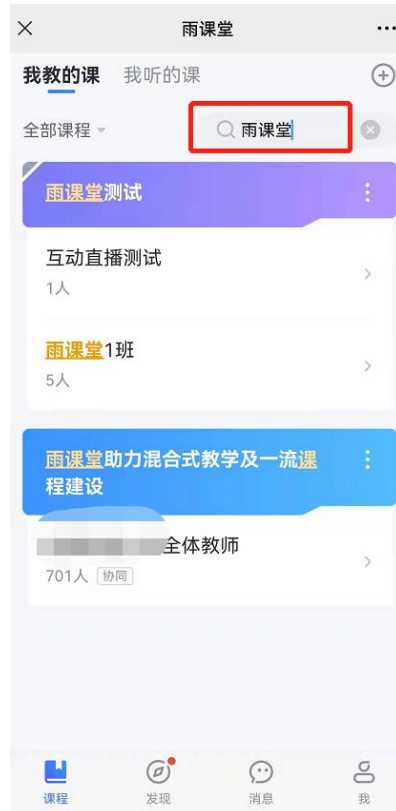 雨课堂
我教的课 我听的课
全部课程 雨课堂
雨课堂测试
互动直播测试
1人
雨课堂1班
5人
雨课堂助力混合式教学及一流课
程建设
全体教师
701人 协同
课程 发现 消息 我